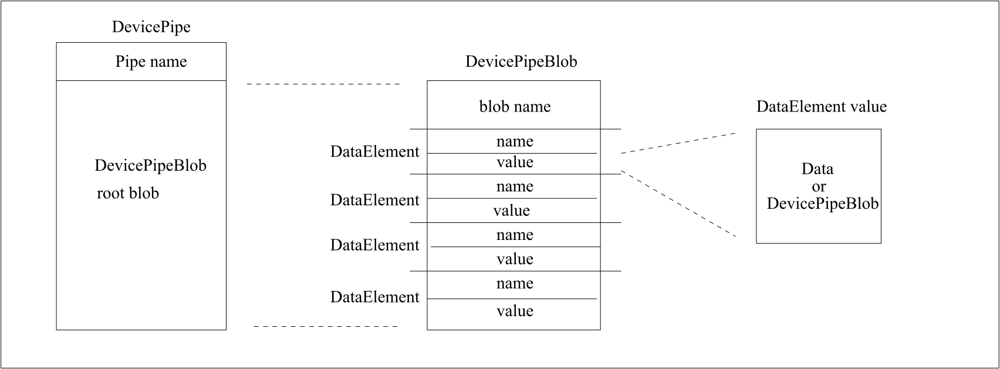 DevicePipe
Pipe name
DevicePipeBlob
root blob
DevicePipeBlob
blob name
DataElement
name
value
DataElement
name
value
DataElement
name
value
DataElement
name
value
DataElement value
Data
or
DevicePipeBlob